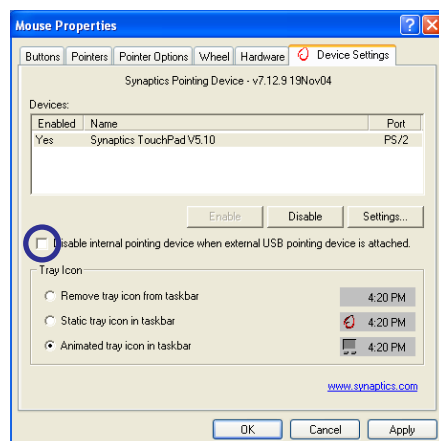 Mouse Properties
Buttons Pointers Pointer Options Wheel Hardware Device Settings
Synaptics Pointing Device - v7.12.9 19Nov04
Devices:
Enabled Name Port
Yes Synaptics TouchPad V5.10 PS/2
Enable Disable Settings...
Disable internal pointing device when external USB pointing device is attached.
Tray Icon
Remove tray icon from taskbar 4:20 PM
Static tray icon in taskbar 4:20 PM
Animated tray icon in taskbar 4:20 PM
www.synaptics.com
OK Cancel Apply